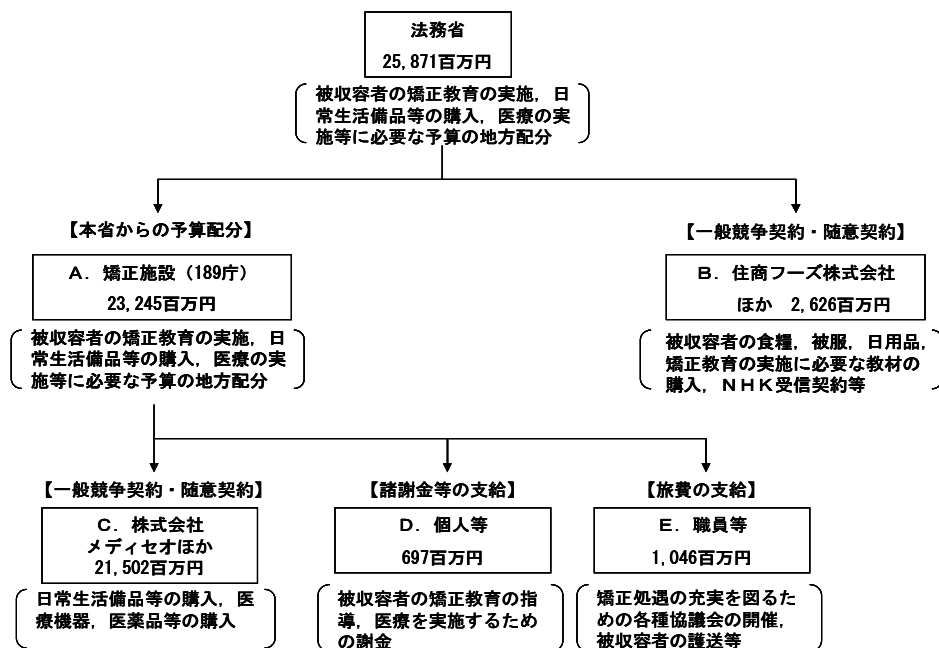 法務省
25,871百万円
被収容者の矯正教育の実施，日
常生活備品等の購入，医療の実
施等に必要な予算の地方配分
【本省からの予算配分】
A．矯正施設（189庁）
23,245百万円
被収容者の矯正教育の実施，日
常生活備品等の購入，医療の実
施等に必要な予算の地方配分
【一般競争契約・随意契約】
B．住商フーズ株式会社
ほか　2,626百万円
被収容者の食糧，被服，日用品，
矯正教育の実施に必要な教材の
購入，ＮＨＫ受信契約等
【一般競争契約・随意契約】
C．株式会社
メディセオほか
21,502百万円
日常生活備品等の購入，医
療機器，医薬品等の購入
【諸謝金等の支給】
D．個人等
697百万円
被収容者の矯正教育の指
導，医療を実施するため
の謝金
【旅費の支給】
E．職員等
1,046百万円
矯正処遇の充実を図るた
めの各種協議会の開催，
被収容者の護送等